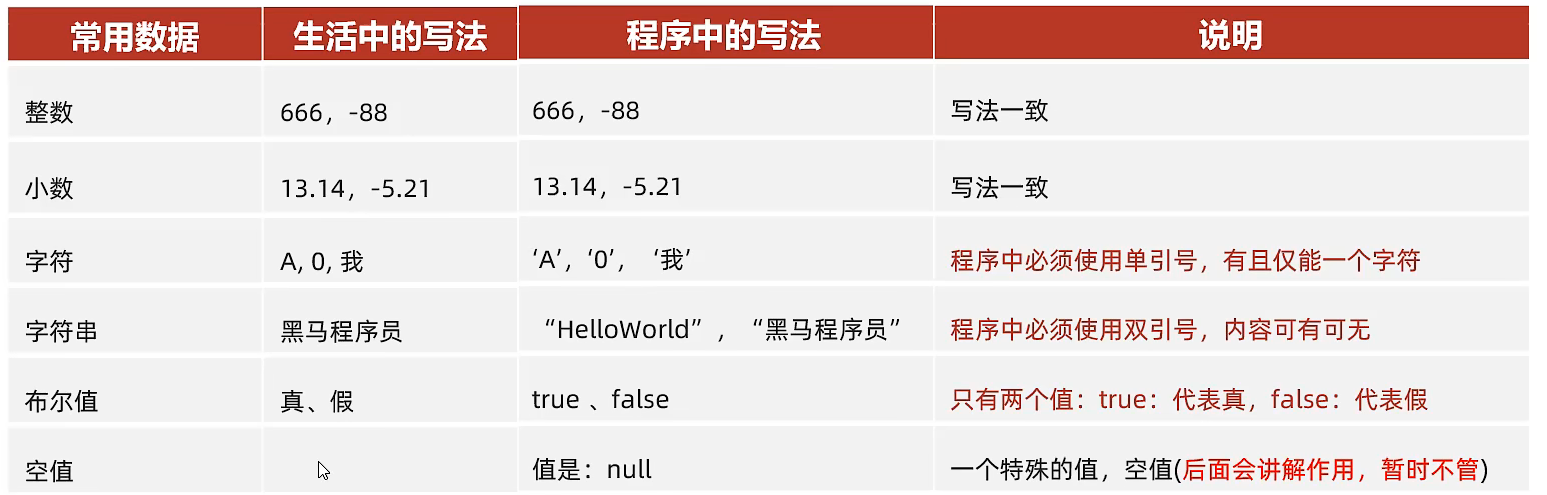 常用数据 生活中的写法 程序中的写法 说明
整数 666，-88 666，-88 写法一致
小数 13.14，-5.21 13.14，-5.21 写法一致
字符 A, 0, 我 ‘A’，‘0’， ‘我’ 程序中必须使用单引号，有且仅能一个字符
字符串 黑马程序员 “HelloWorld” ，“黑马程序员” 程序中必须使用双引号，内容可有可无
布尔值 真、假 true 、false 只有两个值：true：代表真，false：代表假
空值 值是：null 一个特殊的值，空值(后面会讲解作用，暂时不管)